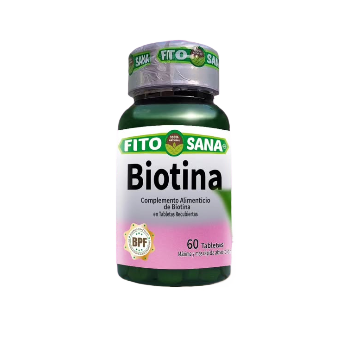 FITO SANA
FITO SANA
Biotina
Complemento Alimenticio
de Biotina
en Tabletas Recubiertas
BPF
60 Tabletas